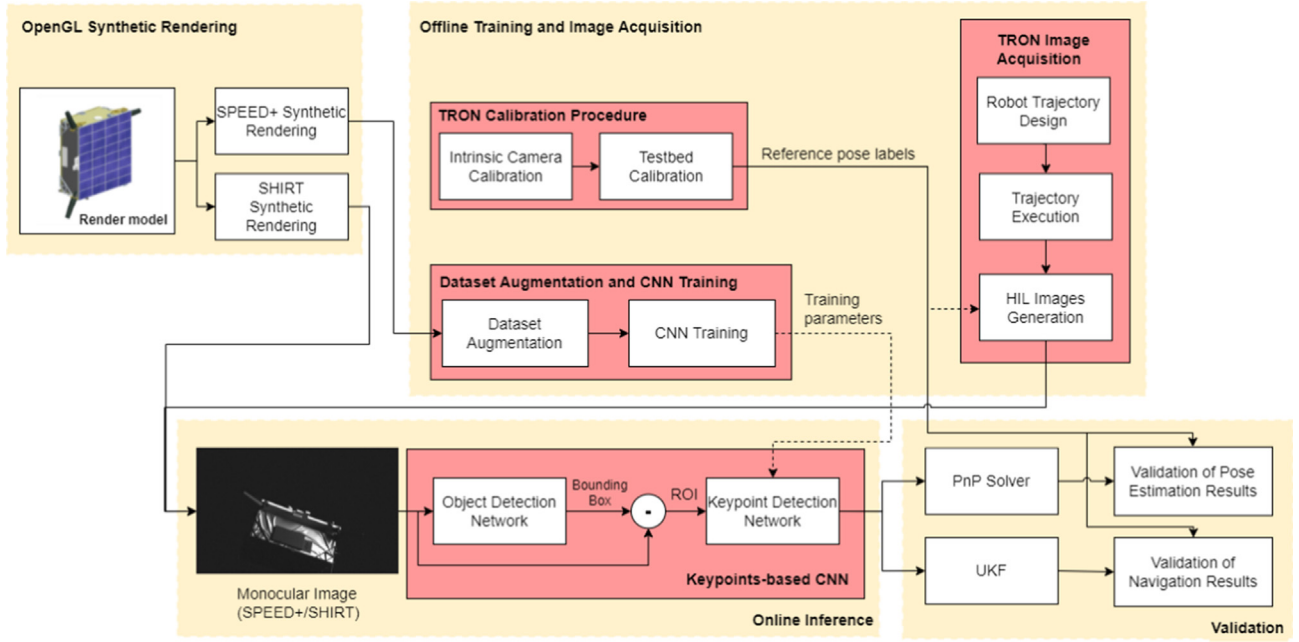 OpenGL Synthetic Rendering
Render model
SPEED+ Synthetic
Rendering
SHIRT
Synthetic
Rendering
Offline Training and Image Acquisition
TRON Calibration Procedure
Intrinsic Camera
Calibration
Testbed
Calibration
Reference pose labels
TRON Image
Acquisition
Robot Trajectory
Design
Trajectory
Execution
HIL Images
Generation
Dataset Augmentation and CNN Training
Dataset
Augmentation
CNN Training
Training
parameters
Monocular Image
(SPEED+/SHIRT)
Object Detection
Network
Bounding
Box
-
ROI
Keypoint Detection
Network
Keypoints-based CNN
Online Inference
PnP Solver
Validation of Pose
Estimation Results
UKF
Validation of
Navigation Results
Validation